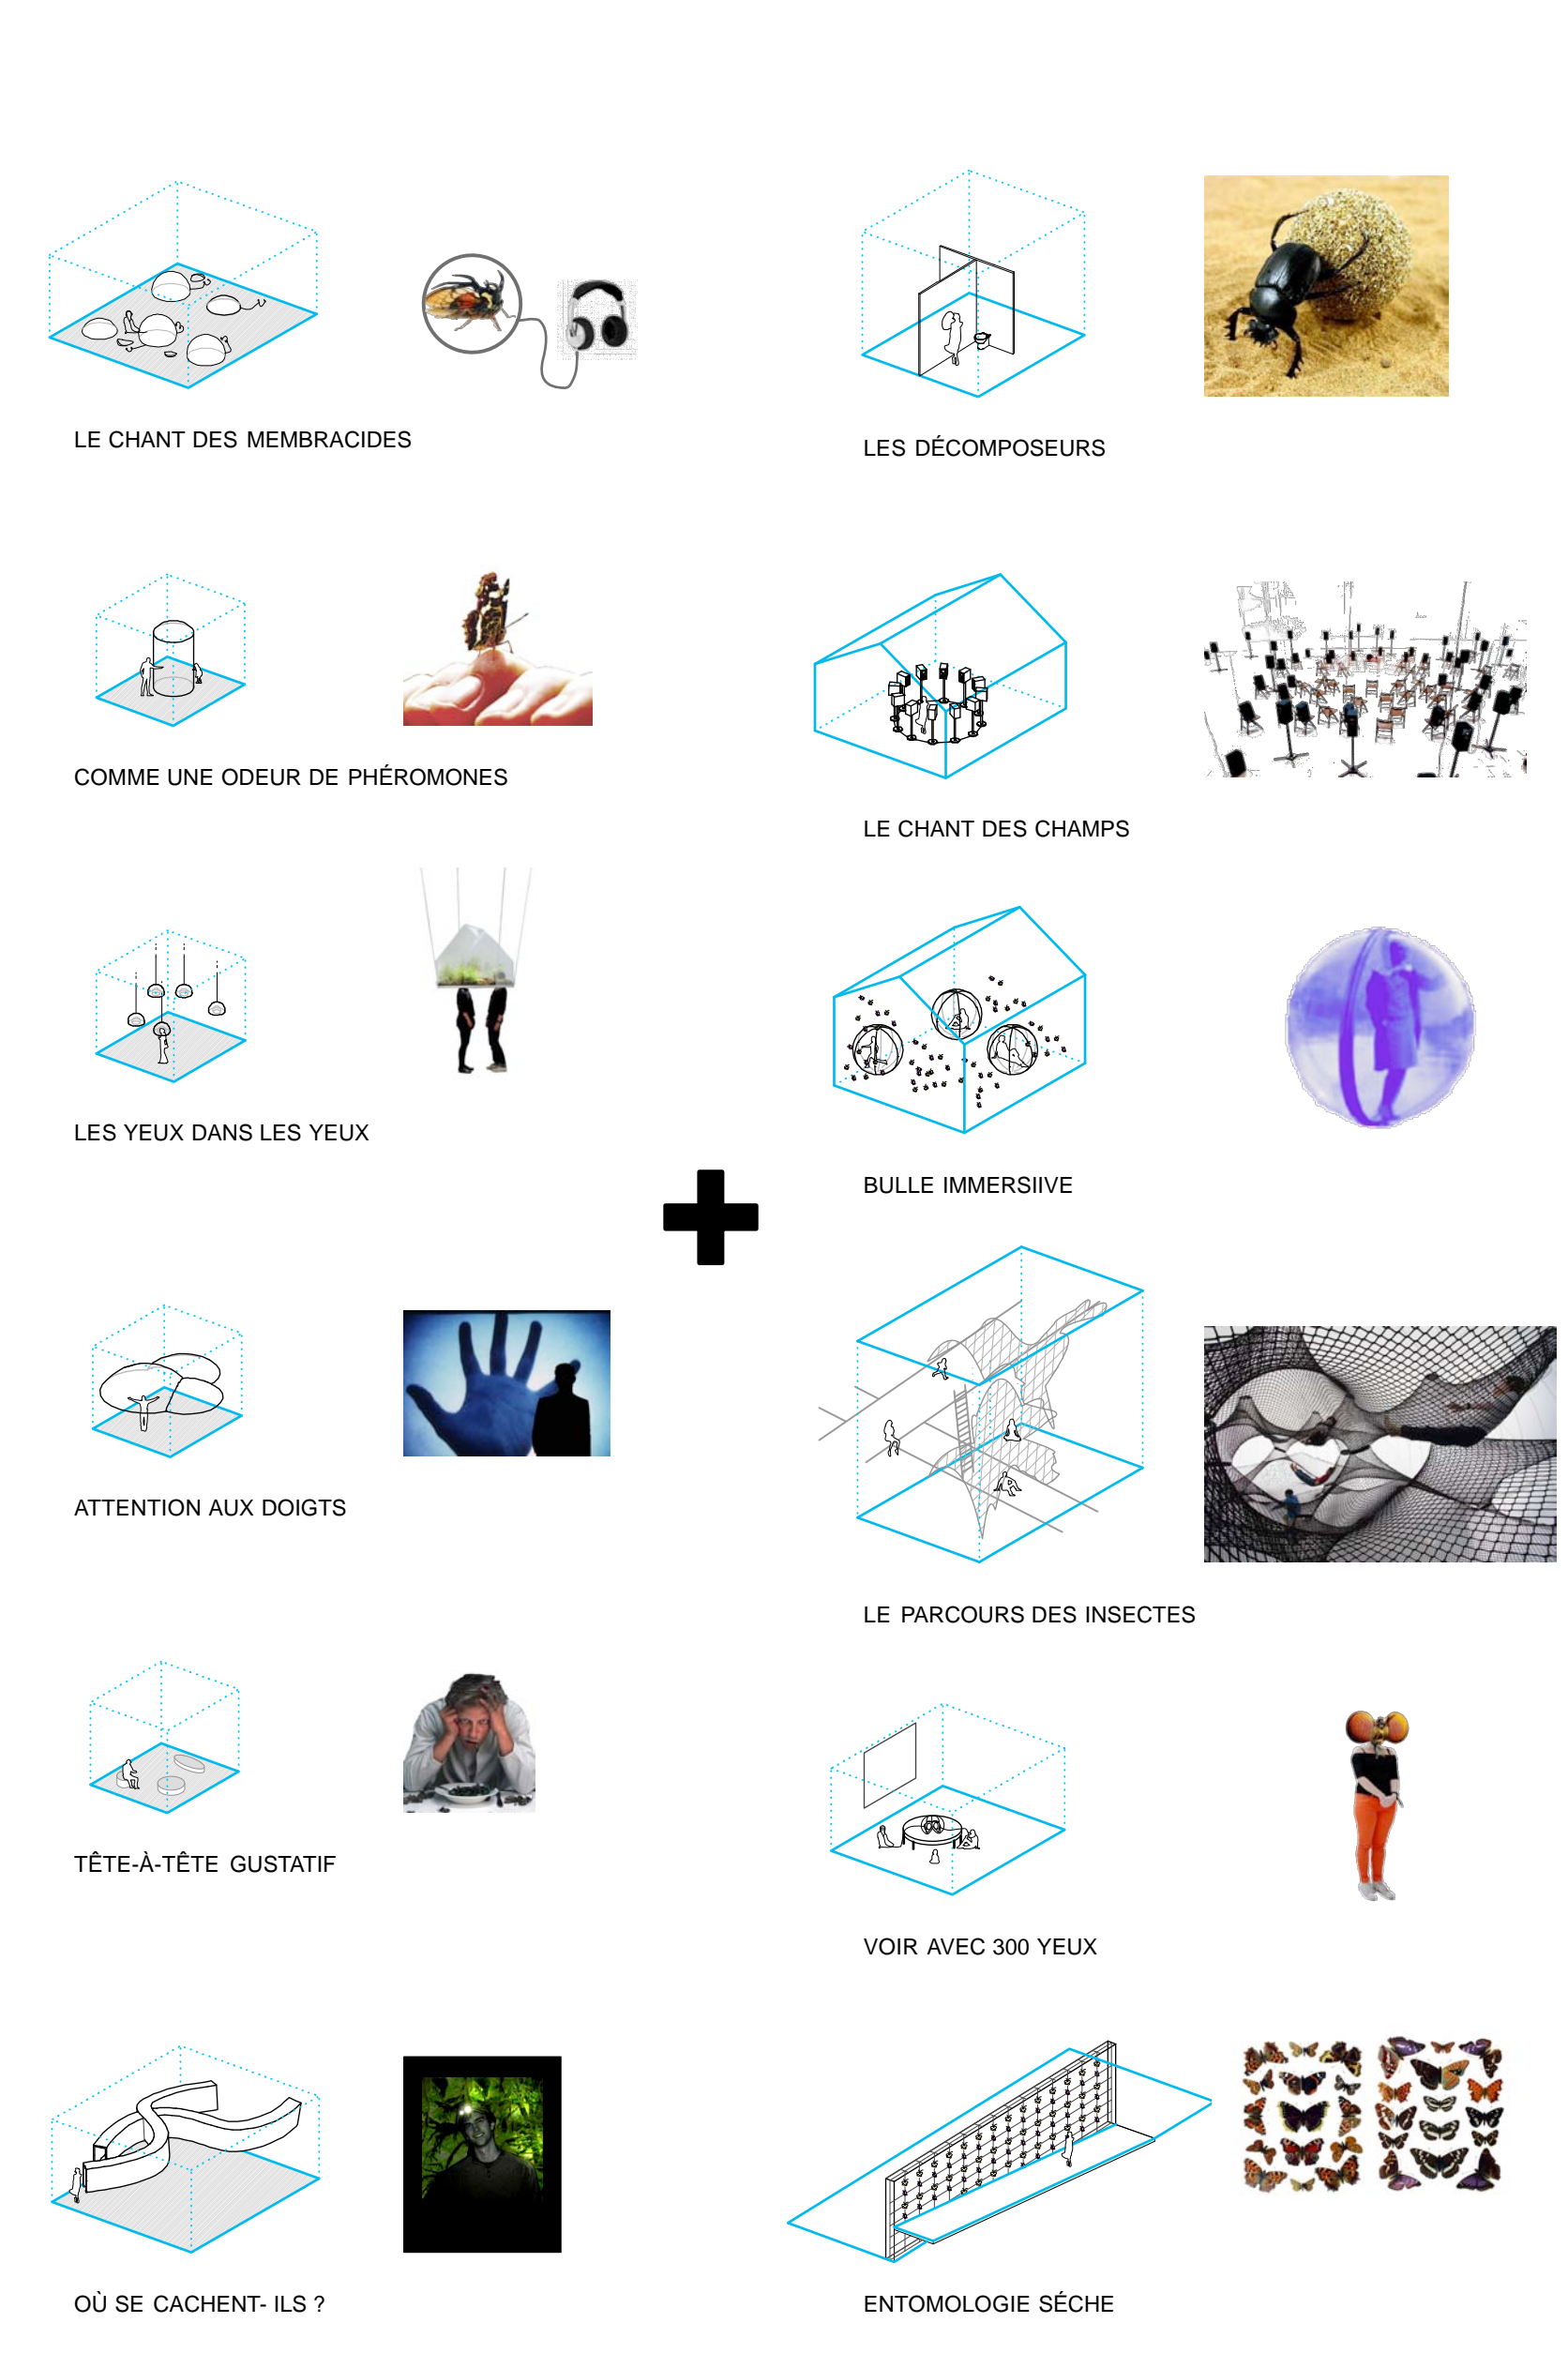 LE CHANT DES MEMBRACIDES
LES DÉCOMPOSEURS
COMME UNE ODEUR DE PHÉROMONES
LE CHANT DES CHAMPS
LES YEUX DANS LES YEUX
BULLE IMMERSIIVE
ATTENTION AUX DOIGTS
LE PARCOURS DES INSECTES
TÊTE-À-TÊTE GUSTATIF
VOIR AVEC 300 YEUX
OÙ SE CACHENT- ILS ?
ENTOMOLOGIE SÉCHE